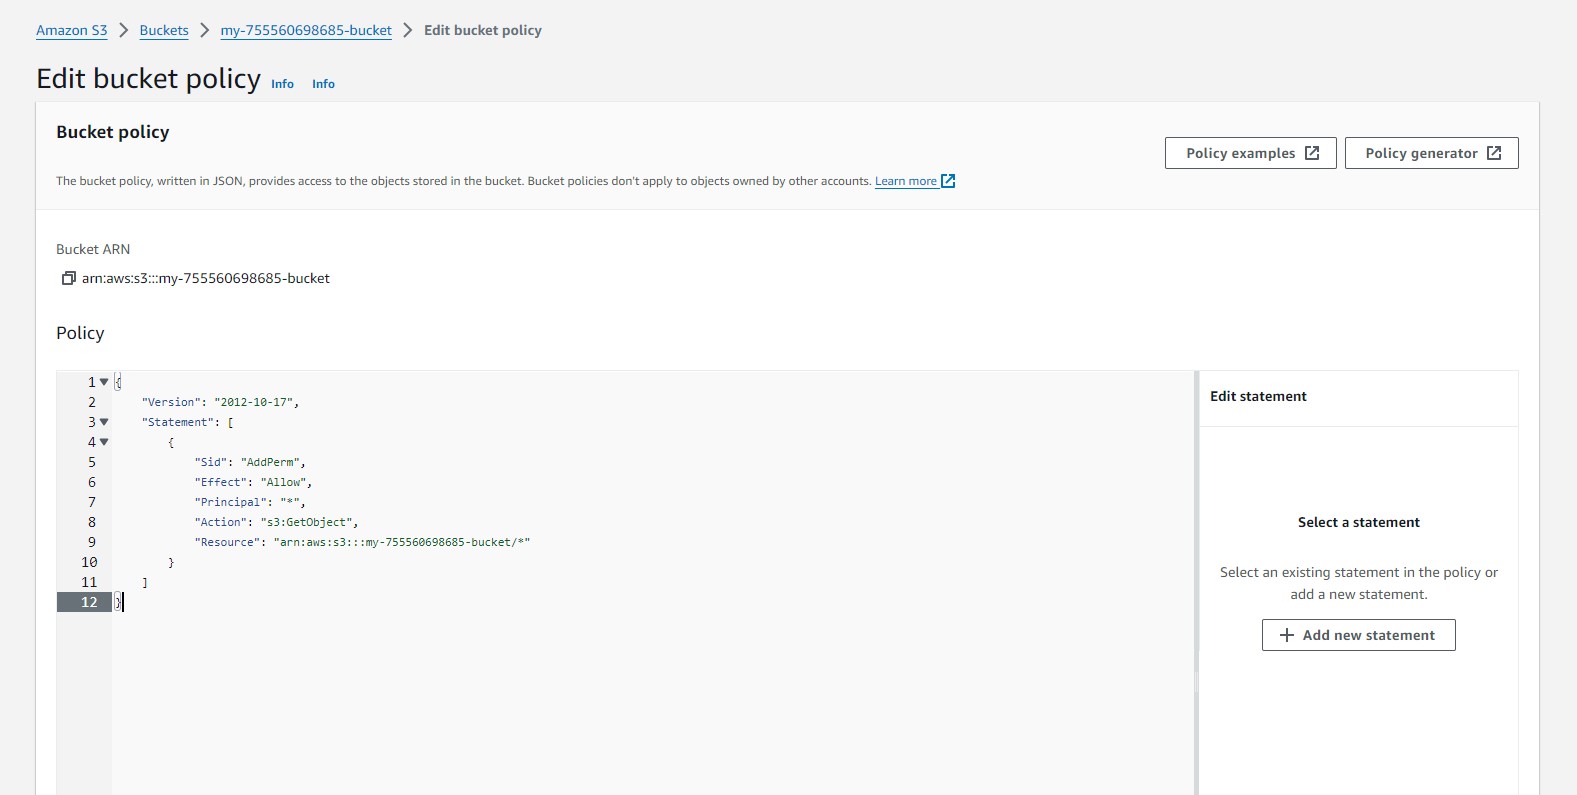 Amazon S3 > Buckets > my-755560698685-bucket > Edit bucket policy
Edit bucket policy Info Info
Bucket policy
Policy examples
Policy generator
The bucket policy, written in JSON, provides access to the objects stored in the bucket. Bucket policies don't apply to objects owned by other accounts. Learn more
Bucket ARN
arn:aws:s3:::my-755560698685-bucket
Policy
1 {
2 "Version": "2012-10-17",
3 "Statement": [
4 {
5 "Sid": "AddPerm",
6 "Effect": "Allow",
7 "Principal": "*",
8 "Action": "s3:GetObject",
9 "Resource": "arn:aws:s3:::my-755560698685-bucket/*"
10 }
11 ]
12 }
Edit statement
Select a statement
Select an existing statement in the policy or
add a new statement.
+ Add new statement